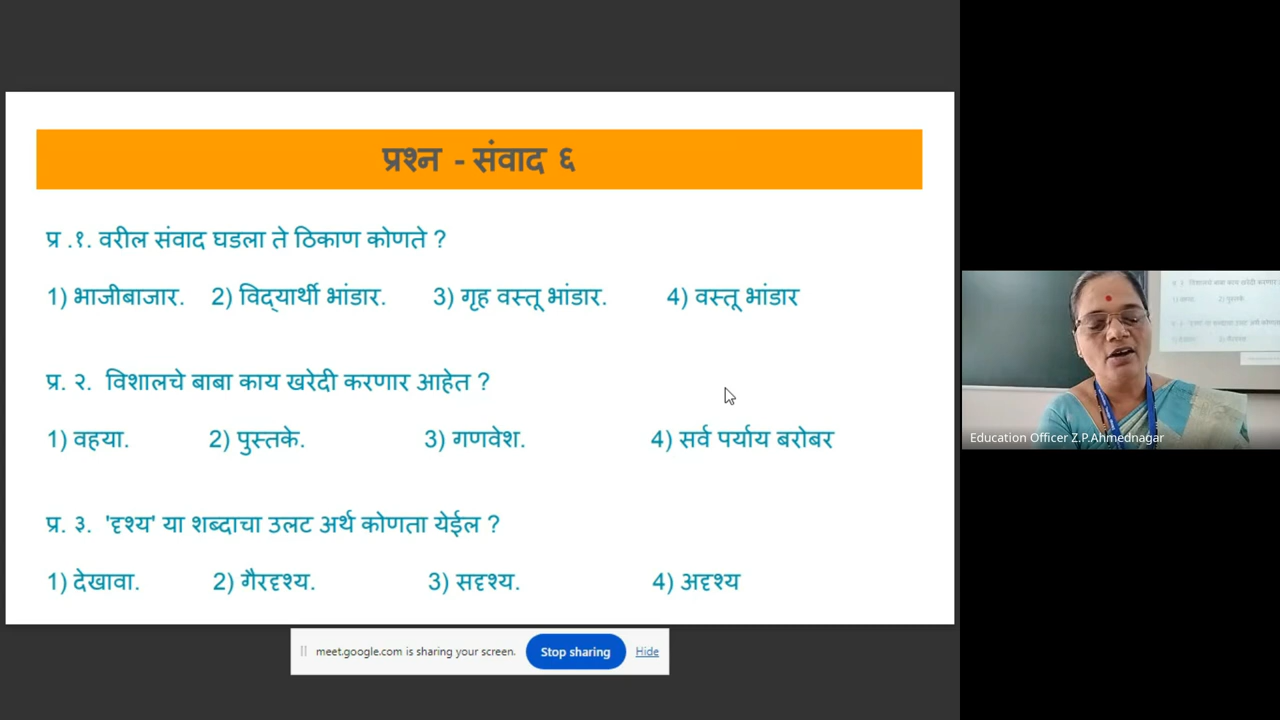 प्रश्न - संवाद ६
प्र .१. वरील संवाद घडला ते ठिकाण कोणते ?
1) भाजीबाजार. 2) विद्‌यार्थी भांडार. 3) गृह वस्तू भांडार. 4) वस्तू भांडार
प्र. २. विशालचे बाबा काय खरेदी करणार आहेत ?
1) वहया. 2) पुस्तके. 3) गणवेश. 4) सर्व पर्याय बरोबर
प्र. ३. 'दृश्य' या शब्दाचा उलट अर्थ कोणता येईल ?
1) देखावा. 2) गैरदृश्य. 3) सदृश्य. 4) अदृश्य
meet.google.com is sharing your screen. Stop sharing Hide
Education Officer Z.P.Ahmednagar